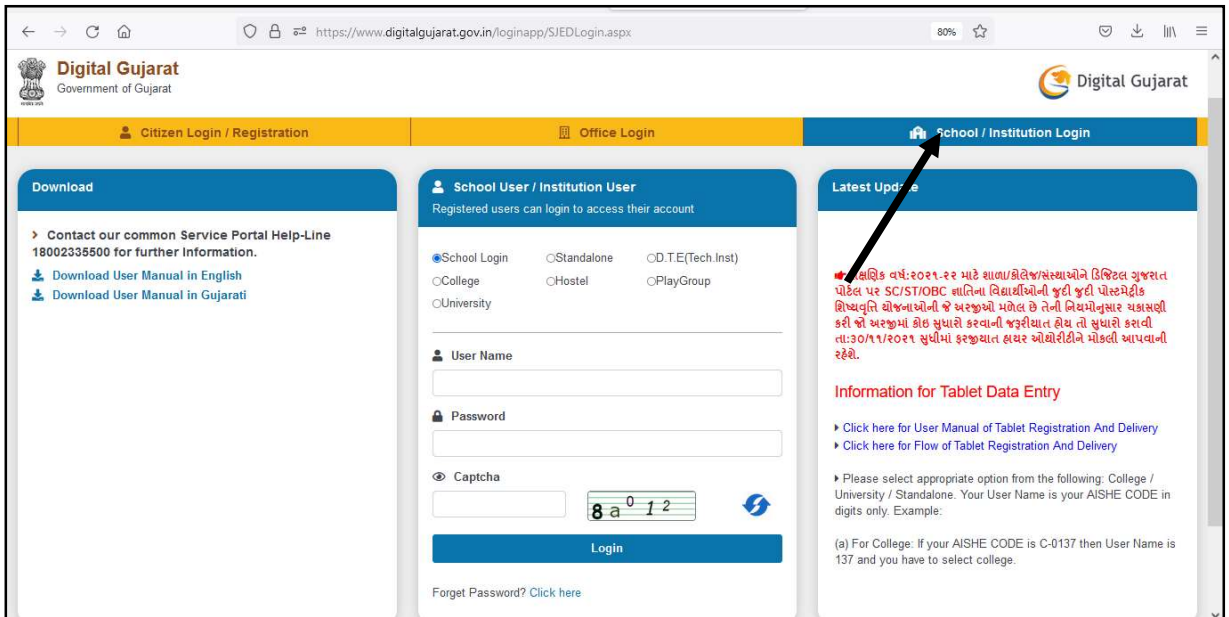 https://www.digitalgujarat.gov.in/loginapp/SJEDLogin.aspx
80%
Digital Gujarat
Government of Gujarat
Digital Gujarat
Citizen Login / Registration
Office Login
School / Institution Login
Download
Contact our common Service Portal Help-Line
18002335500 for further Information.
Download User Manual in English
Download User Manual in Gujarati
School User / Institution User
Registered users can login to access their account
School Login
Standalone
D.T.E(Tech.Inst)
College
Hostel
PlayGroup
University
User Name
Password
Captcha
8 a 0 1 2
Login
Forget Password? Click here
Latest Update
વર્ષ:૨૦૨૧-૨૨ માટે શાળા/કોલેજ/સંસ્થાઓને ડિજિટલ ગુજરાત
પોર્ટલ પર SC/ST/OBC જાતિના વિદ્યાર્થીઓની જુદી જુદી પોસ્ટમેટ્રીક
શિષ્યવૃત્તિ યોજનાઓની જે અરજીઓ મળેલ છે તેની નિયમોનુસાર ચકાસણી
કરી જો અરજીમાં કોઇ સુધારો કરવાની જરૂરીયાત હોય તો સુધારો કરાવી
તા:૩૦/૧૧/૨૦૨૧ સુધીમાં ફરજીયાત હાયર ઓથોરીટીને મોકલી આપવાની
રહેશે.
Information for Tablet Data Entry
Click here for User Manual of Tablet Registration And Delivery
Click here for Flow of Tablet Registration And Delivery
Please select appropriate option from the following: College /
University / Standalone. Your User Name is your AISHE CODE in
digits only. Example:
(a) For College: If your AISHE CODE is C-0137 then User Name is
137 and you have to select college.